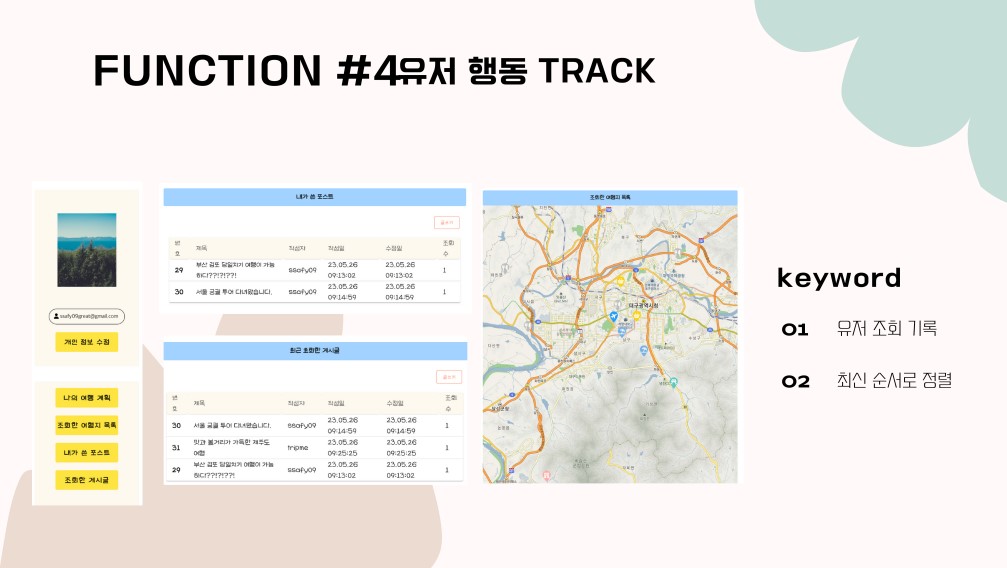 FUNCTION #4유저 행동 TRACK
ssafy09great@gmail.com
개인 정보 수정
나의 여행 계획
조회한 여행지 목록
내가 쓴 포스트
조회한 게시글
내가 쓴 포스트
글쓰기
번호 제목 작성자 작성일 수정일 조회수
29 부산 김포 당일치기 여행이 가능하다??!?!??! ssafy09 23.05.26 09:13:02 23.05.26 09:13:02 1
30 서울 궁궐 투어 다녀왔습니다. ssafy09 23.05.26 09:14:59 23.05.26 09:14:59 1
최근 조회한 게시글
글쓰기
번호 제목 작성자 작성일 수정일 조회수
30 서울 궁궐 투어 다녀왔습니다. ssafy09 23.05.26 09:14:59 23.05.26 09:14:59 1
31 맛과 볼거리가 가득한 제주도 여행 tripme 23.05.26 09:25:25 23.05.26 09:25:25 1
29 부산 김포 당일치기 여행이 가능하다??!?!??! ssafy09 23.05.26 09:13:02 23.05.26 09:13:02 1
조회한 여행지 목록
대구광역시청
keyword
01 유저 조회 기록
02 최신 순서로 정렬